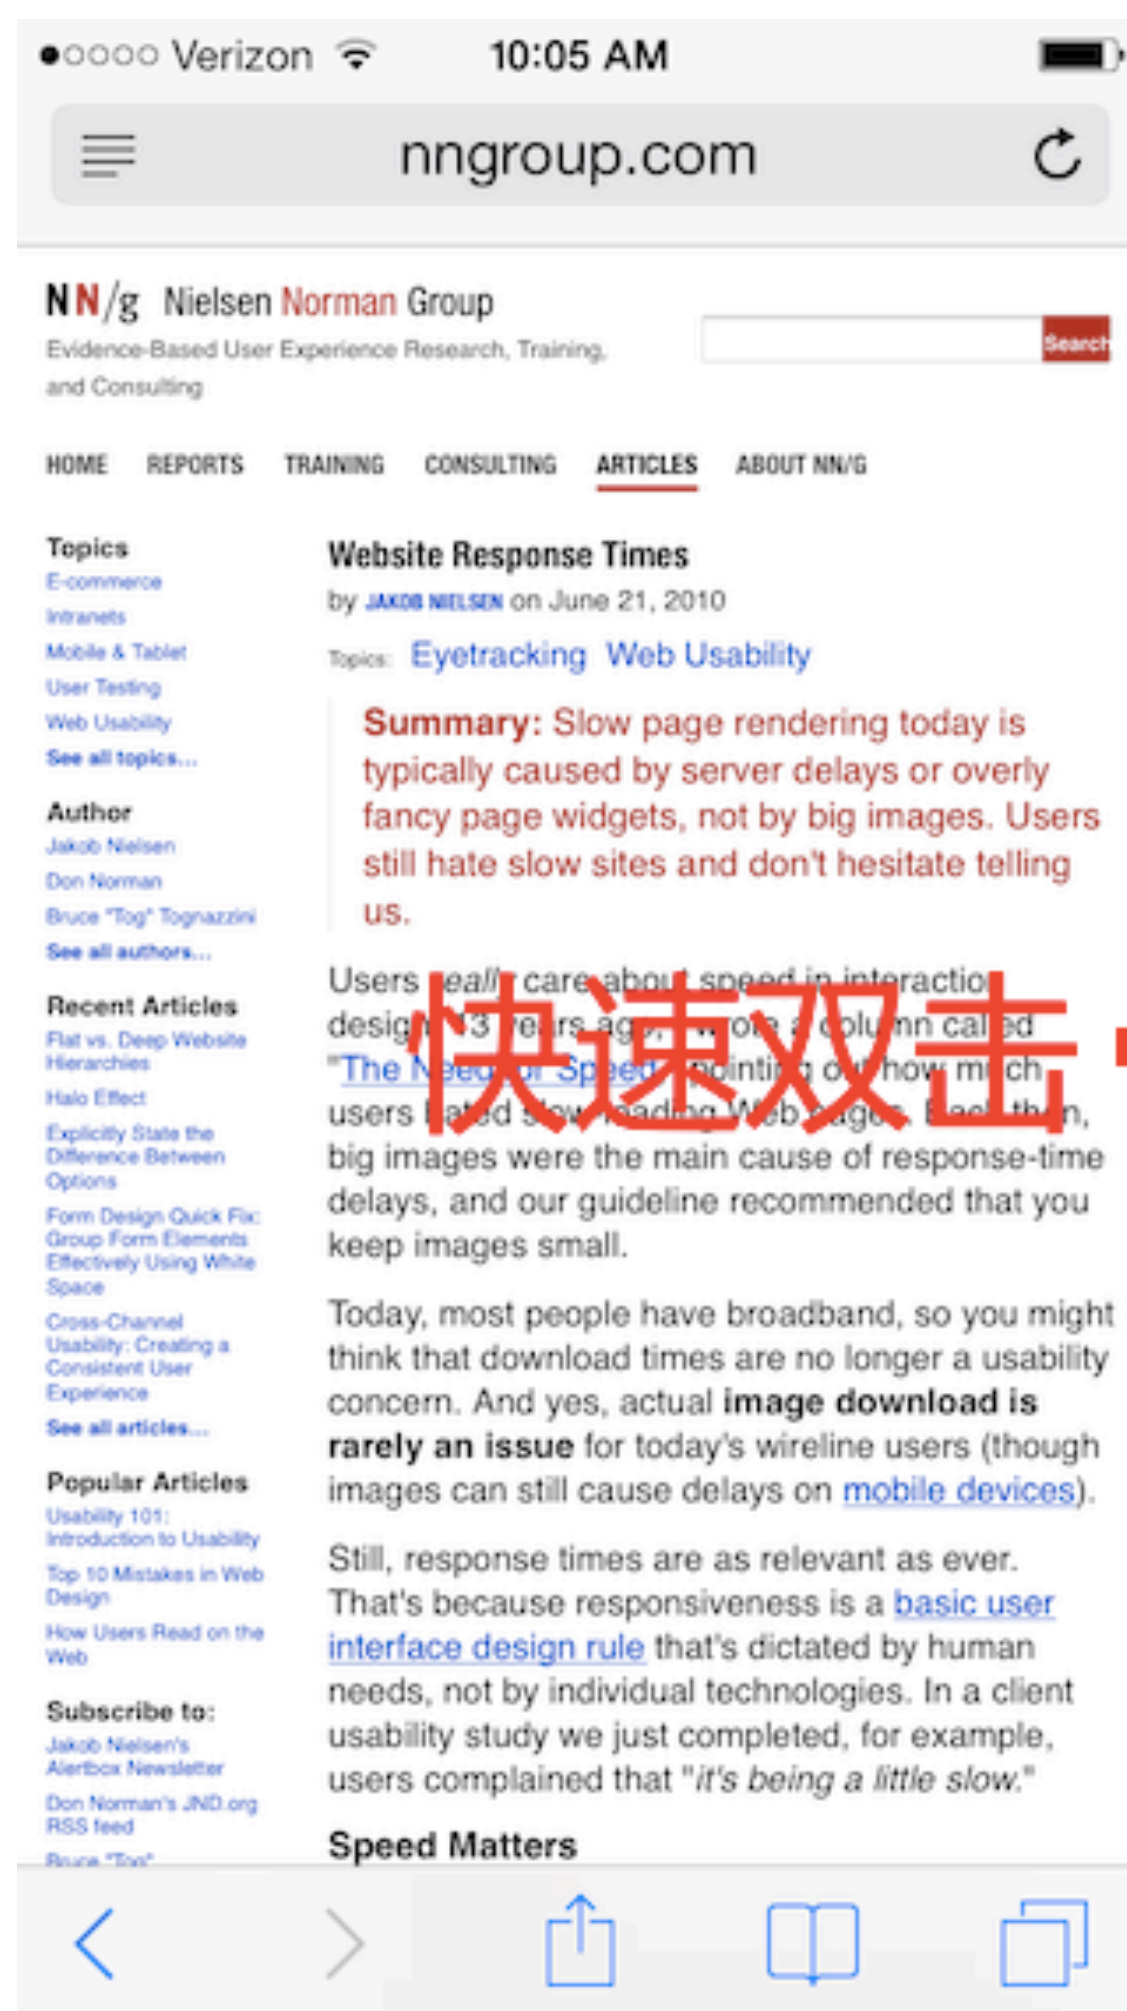 Verizon 10:05 AM
nngroup.com
NN/g Nielsen Norman Group
Evidence-Based User Experience Research, Training,
and Consulting
Search
HOME REPORTS TRAINING CONSULTING ARTICLES ABOUT NN/G
Topics
E-commerce
Intranets
Mobile & Tablet
User Testing
Web Usability
See all topics...
Author
Jakob Nielsen
Don Norman
Bruce "Tog" Tognazzini
See all authors...
Recent Articles
Flat vs. Deep Website
Hierarchies
Halo Effect
Explicitly State the
Difference Between
Options
Form Design Quick Fix:
Group Form Elements
Effectively Using White
Space
Cross-Channel
Usability: Creating a
Consistent User
Experience
See all articles...
Popular Articles
Usability 101:
Introduction to Usability
Top 10 Mistakes in Web
Design
How Users Read on the
Web
Subscribe to:
Jakob Nielsen's
Alertbox Newsletter
Don Norman's JND.org
RSS feed
Bruce "Tog"
Website Response Times
by JAKOB NIELSEN on June 21, 2010
Topics: Eyetracking Web Usability
Summary: Slow page rendering today is
typically caused by server delays or overly
fancy page widgets, not by big images. Users
still hate slow sites and don't hesitate telling
us.
Users really care about speed in interaction
design. 13 years ago, I wrote a column called
"The Need for Speed," pointing out how much
users hated slow-loading Web pages. Back then,
big images were the main cause of response-time
delays, and our guideline recommended that you
keep images small.
快速双击
Today, most people have broadband, so you might
think that download times are no longer a usability
concern. And yes, actual image download is
rarely an issue for today's wireline users (though
images can still cause delays on mobile devices).
Still, response times are as relevant as ever.
That's because responsiveness is a basic user
interface design rule that's dictated by human
needs, not by individual technologies. In a client
usability study we just completed, for example,
users complained that "it's being a little slow."
Speed Matters